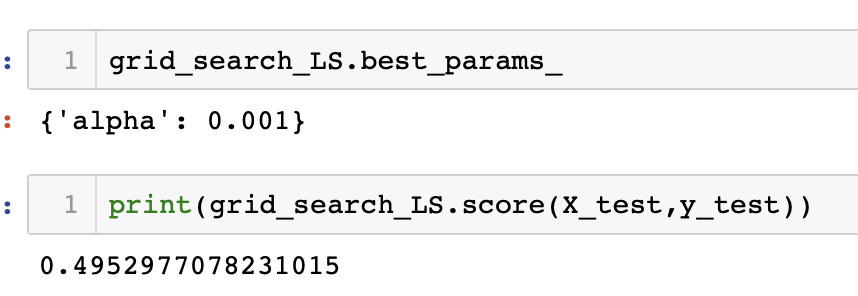 : 1 grid_search_LS.best_params_
: {'alpha': 0.001}
: 1 print(grid_search_LS.score(X_test,y_test))
0.4952977078231015